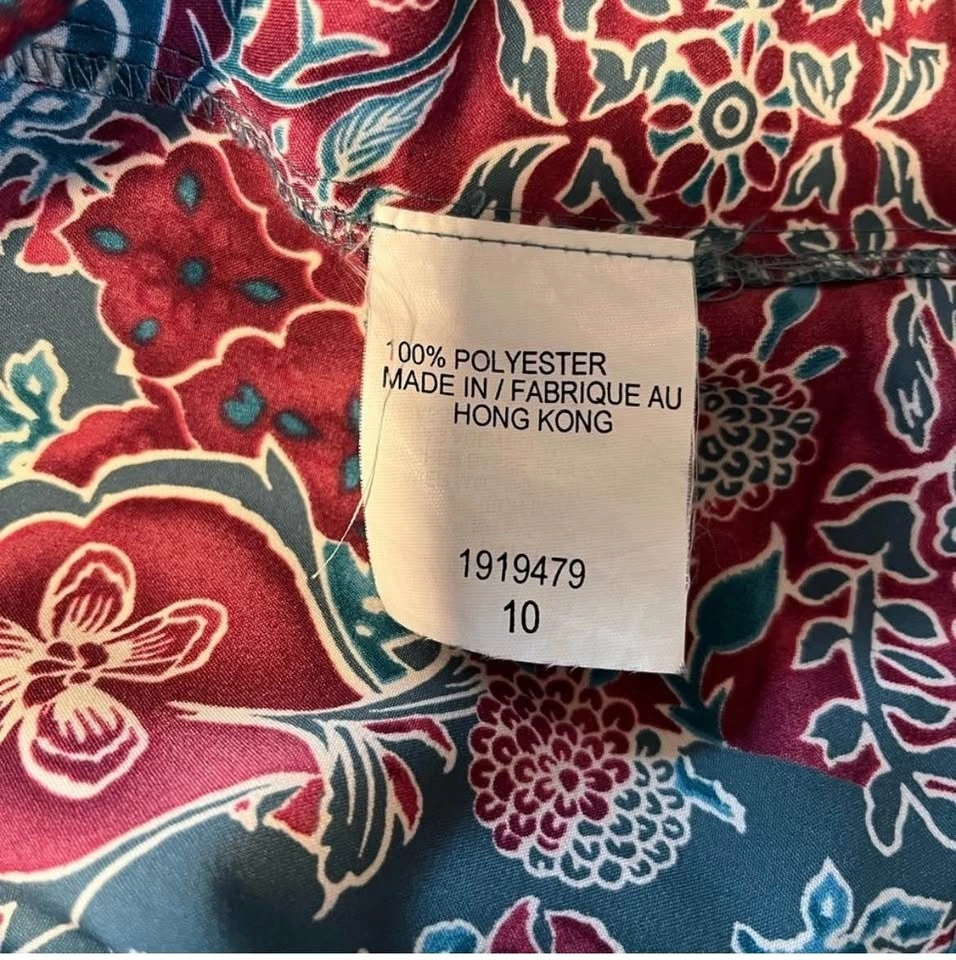 100% POLYESTER
MADE IN / FABRIQUE AU
HONG KONG
1919479
10